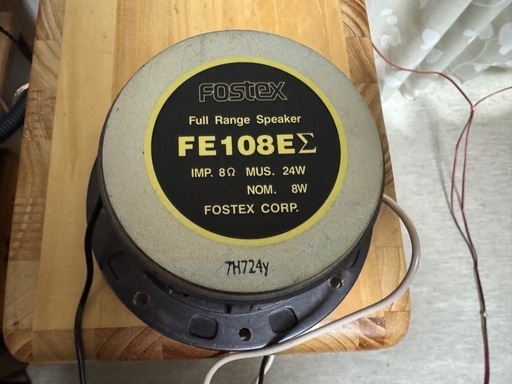 FOSTEX
Full Range Speaker
FE108EΣ
IMP. 8Ω MUS. 24W
NOM. 8W
FOSTEX CORP.
7H724y